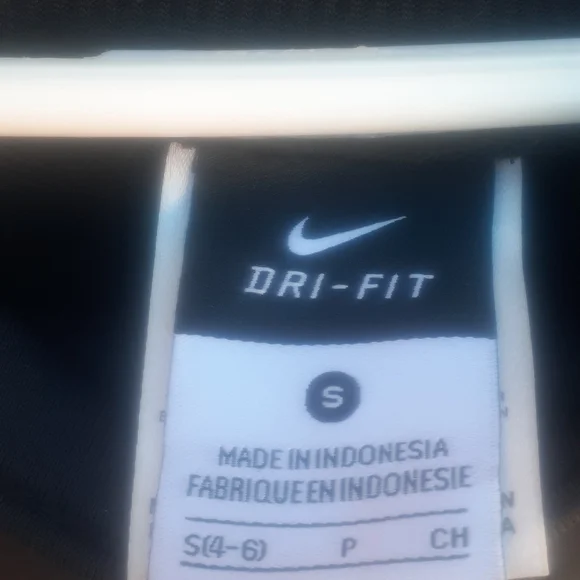 DRI-FIT
S
MADE IN INDONESIA
FABRIQUE EN INDONESIE
S(4-6) P CH